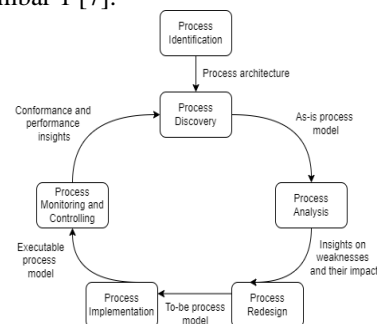 mbar 1 [7].
Process
Identification
Process architecture
Process
Discovery
Conformance and
performance
insights
As-is process
model
Process
Monitoring and
Controlling
Process
Analysis
Executable
process
model
Insights on
weaknesses
and their impact
Process
Implementation
To-be process
model
Process
Redesign